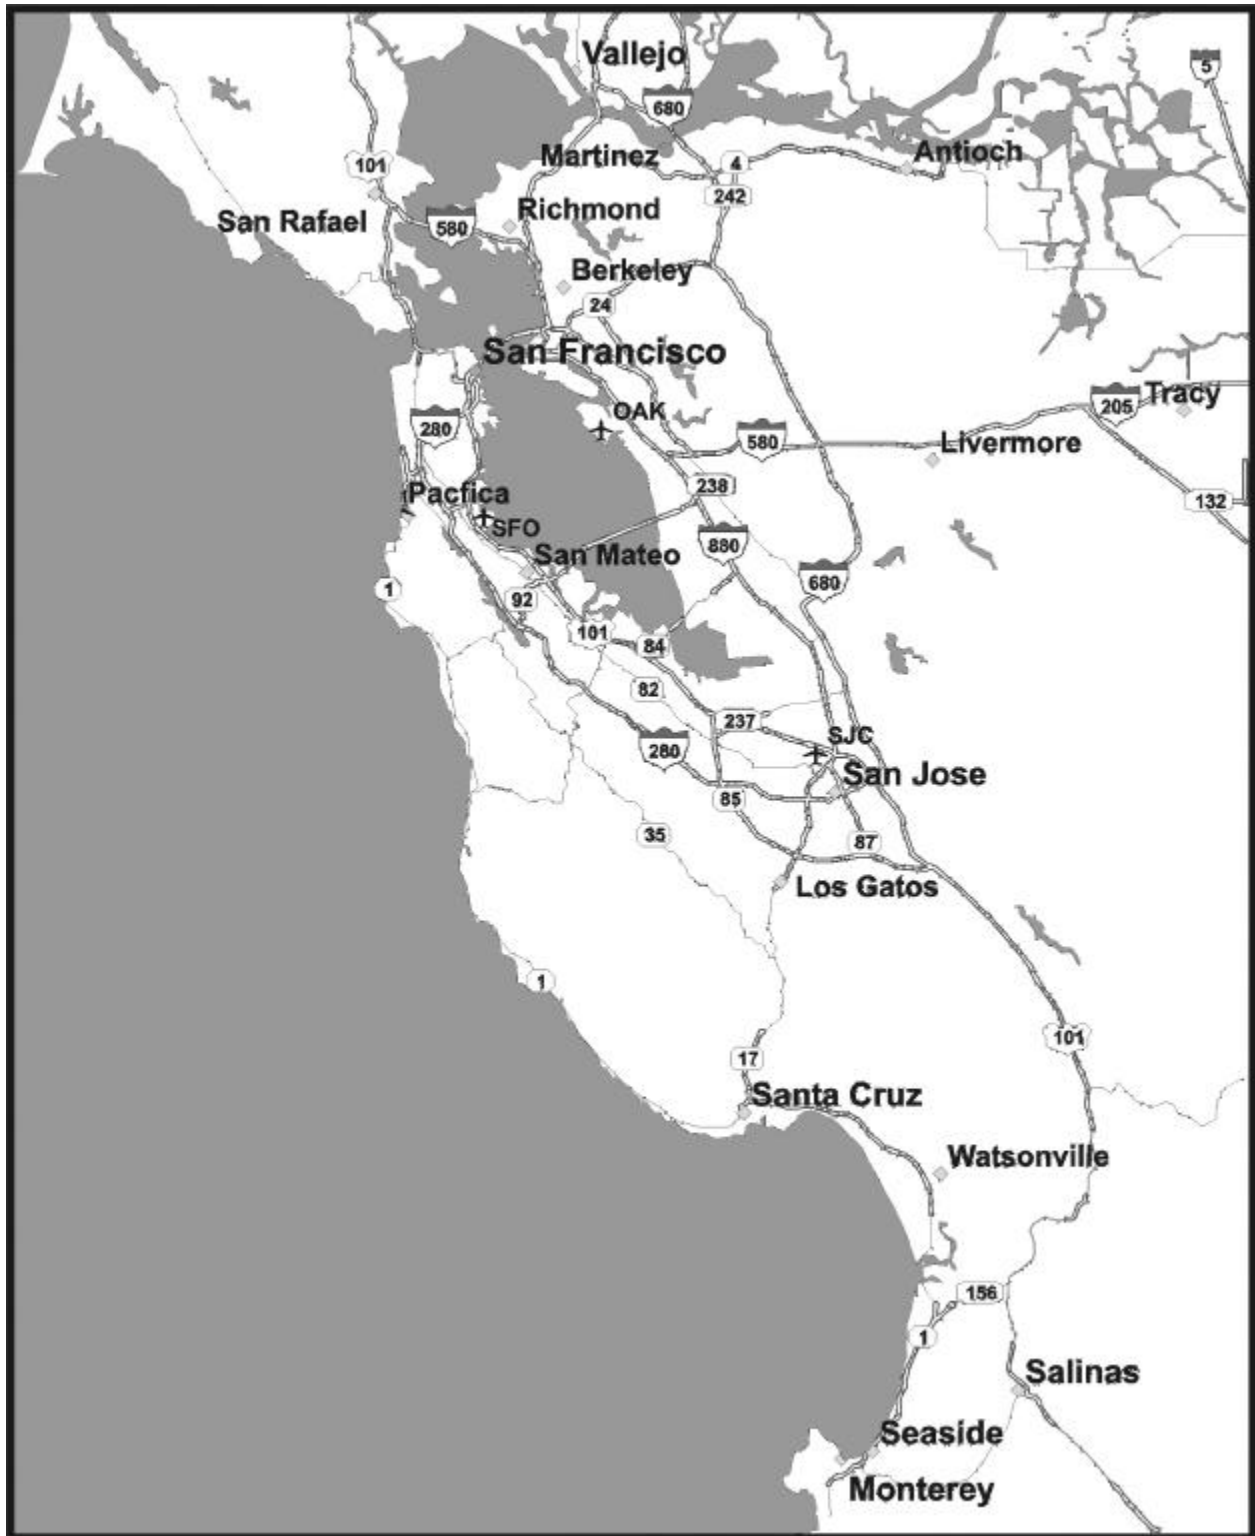 Vallejo
5
680
Martinez
4
Antioch
101
242
San Rafael
580
Richmond
Berkeley
24
San Francisco
205
Tracy
OAK
280
580
Livermore
238
Pacfica
132
SFO
880
San Mateo
680
1
92
101
84
82
237
SJC
280
San Jose
85
35
87
Los Gatos
1
101
17
Santa Cruz
Watsonville
156
1
Salinas
Seaside
Monterey